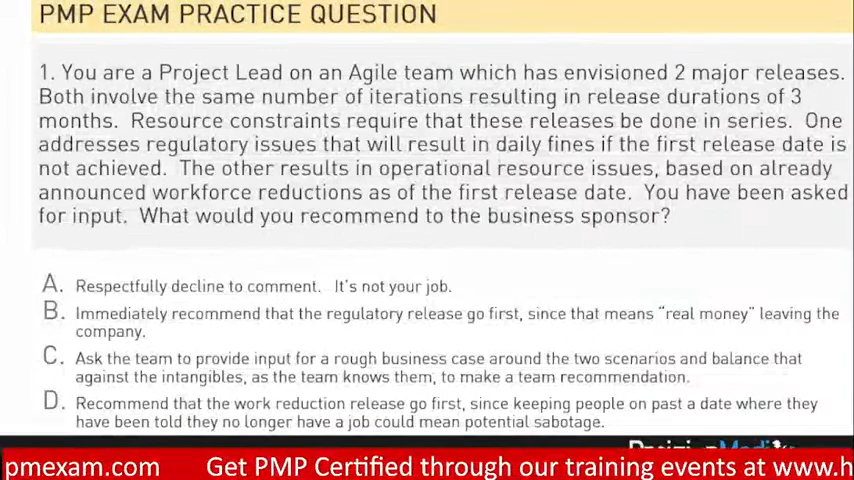 PMP EXAM PRACTICE QUESTION
1. You are a Project Lead on an Agile team which has envisioned 2 major releases.
Both involve the same number of iterations resulting in release durations of 3
months. Resource constraints require that these releases be done in series. One
addresses regulatory issues that will result in daily fines if the first release date is
not achieved. The other results in operational resource issues, based on already
announced workforce reductions as of the first release date. You have been asked
for input. What would you recommend to the business sponsor?
A. Respectfully decline to comment. It's not your job.
B. Immediately recommend that the regulatory release go first, since that means "real money" leaving the
company.
C. Ask the team to provide input for a rough business case around the two scenarios and balance that
against the intangibles, as the team knows them, to make a team recommendation.
D. Recommend that the work reduction release go first, since keeping people on past a date where they
have been told they no longer have a job could mean potential sabotage.
pmexam.com Get PMP Certified through our training events at www.h